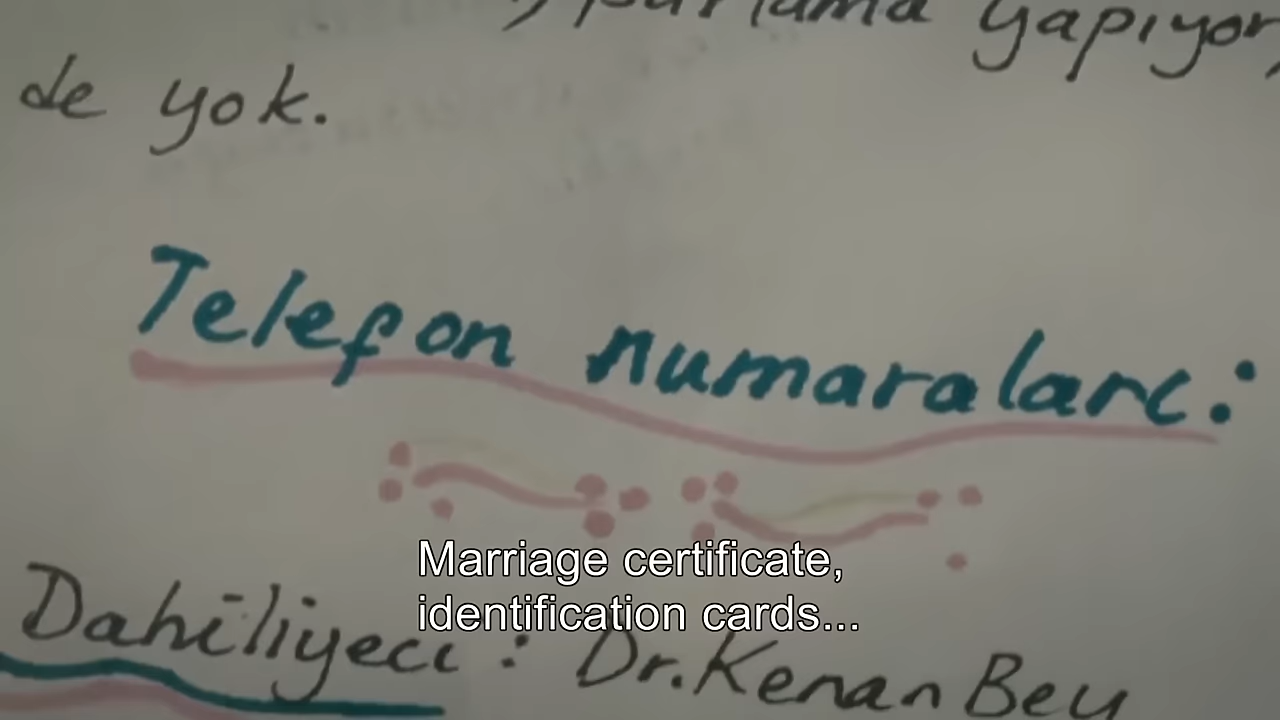 yapıyor,
de yok.
Telefon numaraları:
Dahiliyeci : Dr. Kenan Bey
Marriage certificate,
identification cards...